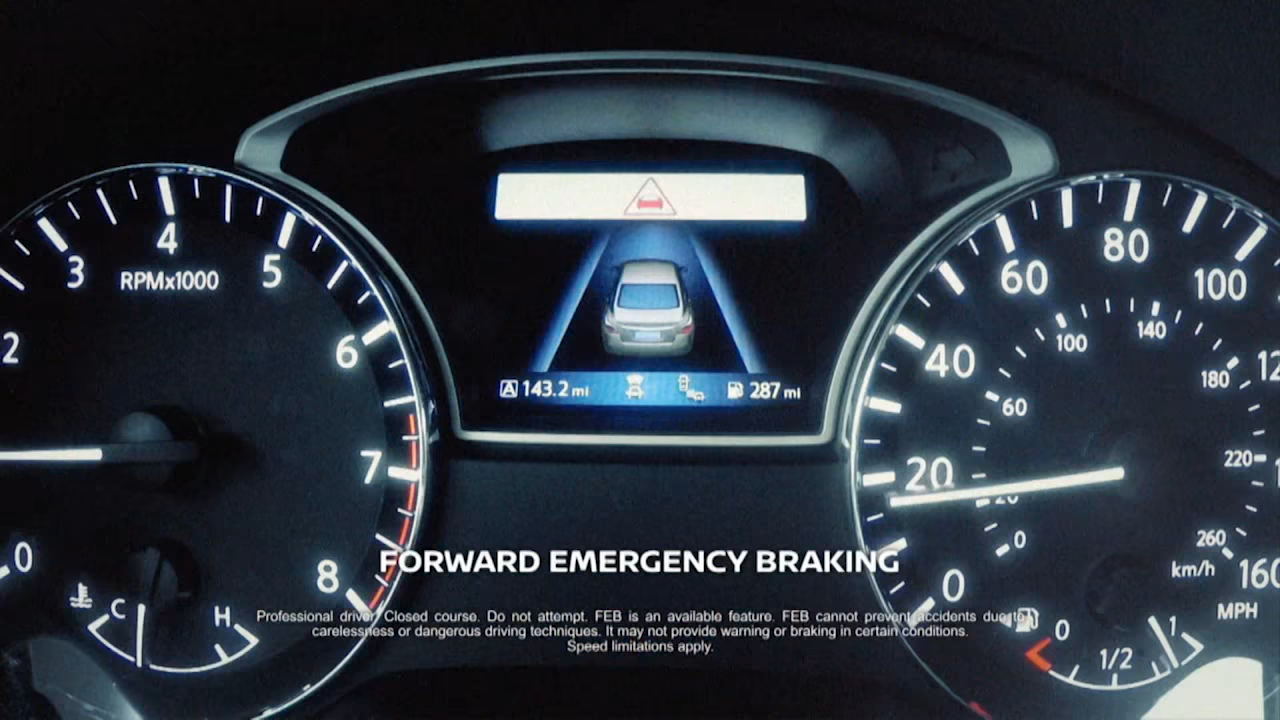 4
3
5
RPMx1000
2
6
7
0
8
C
H
A 143.2 mi
287 mi
80
60
100
40
20
0
160
MPH
km/h
100
140
60
180
220
260
20
0
0
1/2
1
FORWARD EMERGENCY BRAKING
Professional driver. Closed course. Do not attempt. FEB is an available feature. FEB cannot prevent accidents due to
carelessness or dangerous driving techniques. It may not provide warning or braking in certain conditions.
Speed limitations apply.